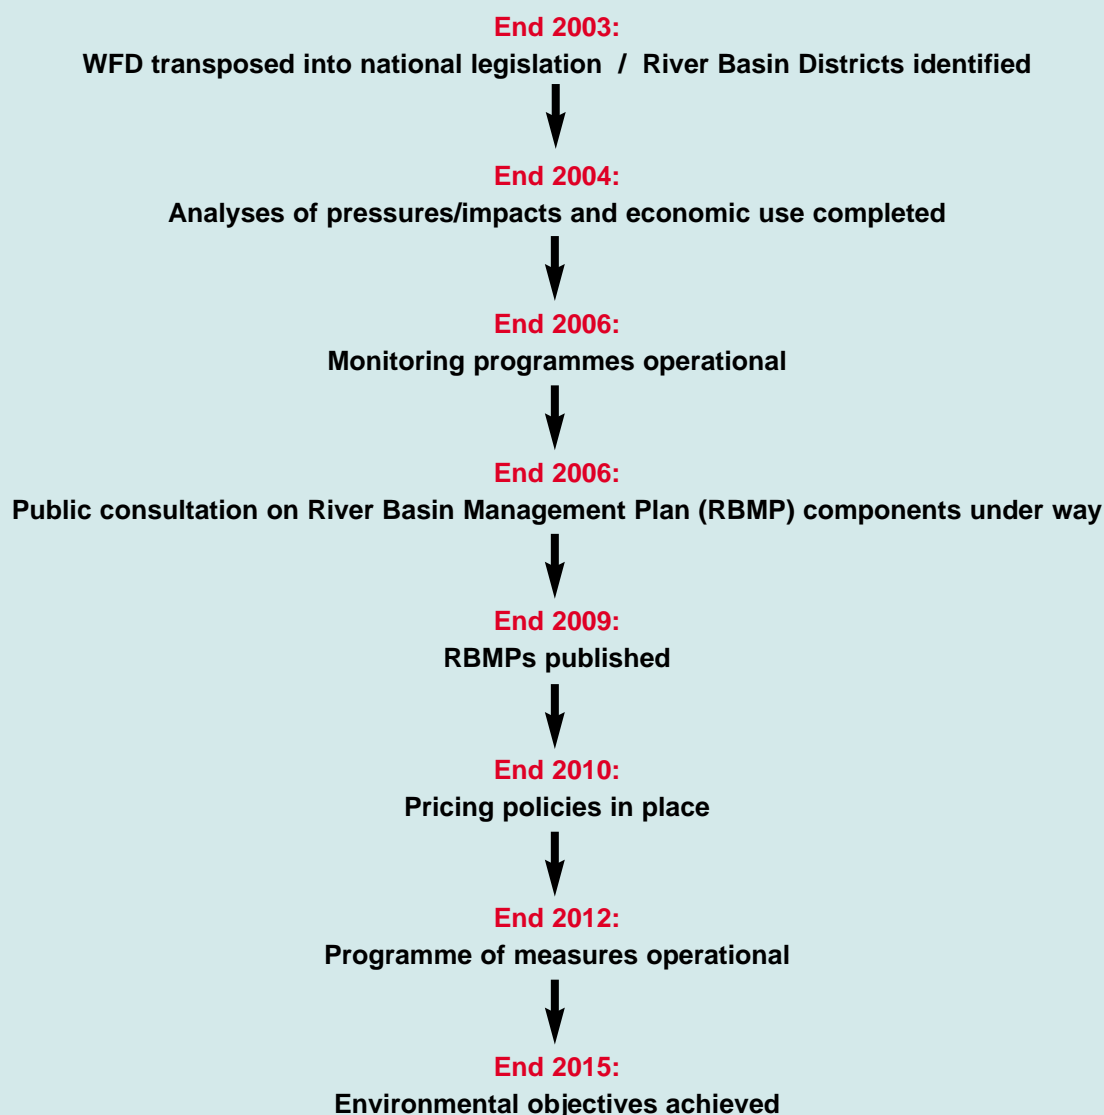 End 2003:
WFD transposed into national legislation / River Basin Districts identified
End 2004:
Analyses of pressures/impacts and economic use completed
End 2006:
Monitoring programmes operational
End 2006:
Public consultation on River Basin Management Plan (RBMP) components under way
End 2009:
RBMPs published
End 2010:
Pricing policies in place
End 2012:
Programme of measures operational
End 2015:
Environmental objectives achieved